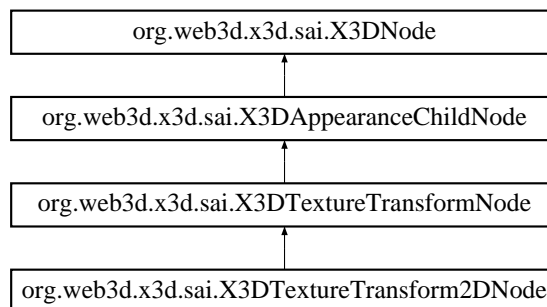 org.web3d.x3d.sai.X3DNode
org.web3d.x3d.sai.X3DAppearanceChildNode
org.web3d.x3d.sai.X3DTextureTransformNode
org.web3d.x3d.sai.X3DTextureTransform2DNode